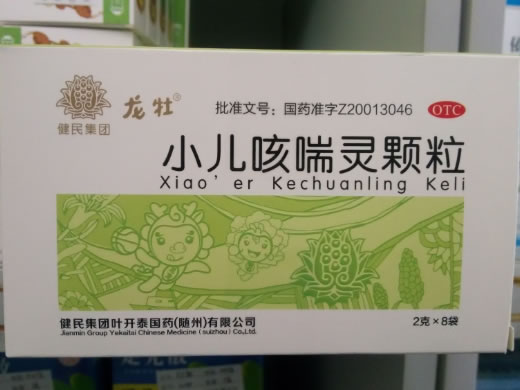 龙牡®
健民集团
批准文号：国药准字Z20013046
OTC
小儿咳喘灵颗粒
Xiao'er Kechuanling Keli
健民集团叶开泰国药(随州)有限公司
Jianmin Group Yekaitai Chinese Medicine (suizhou) Co,Ltd.
2克×8袋